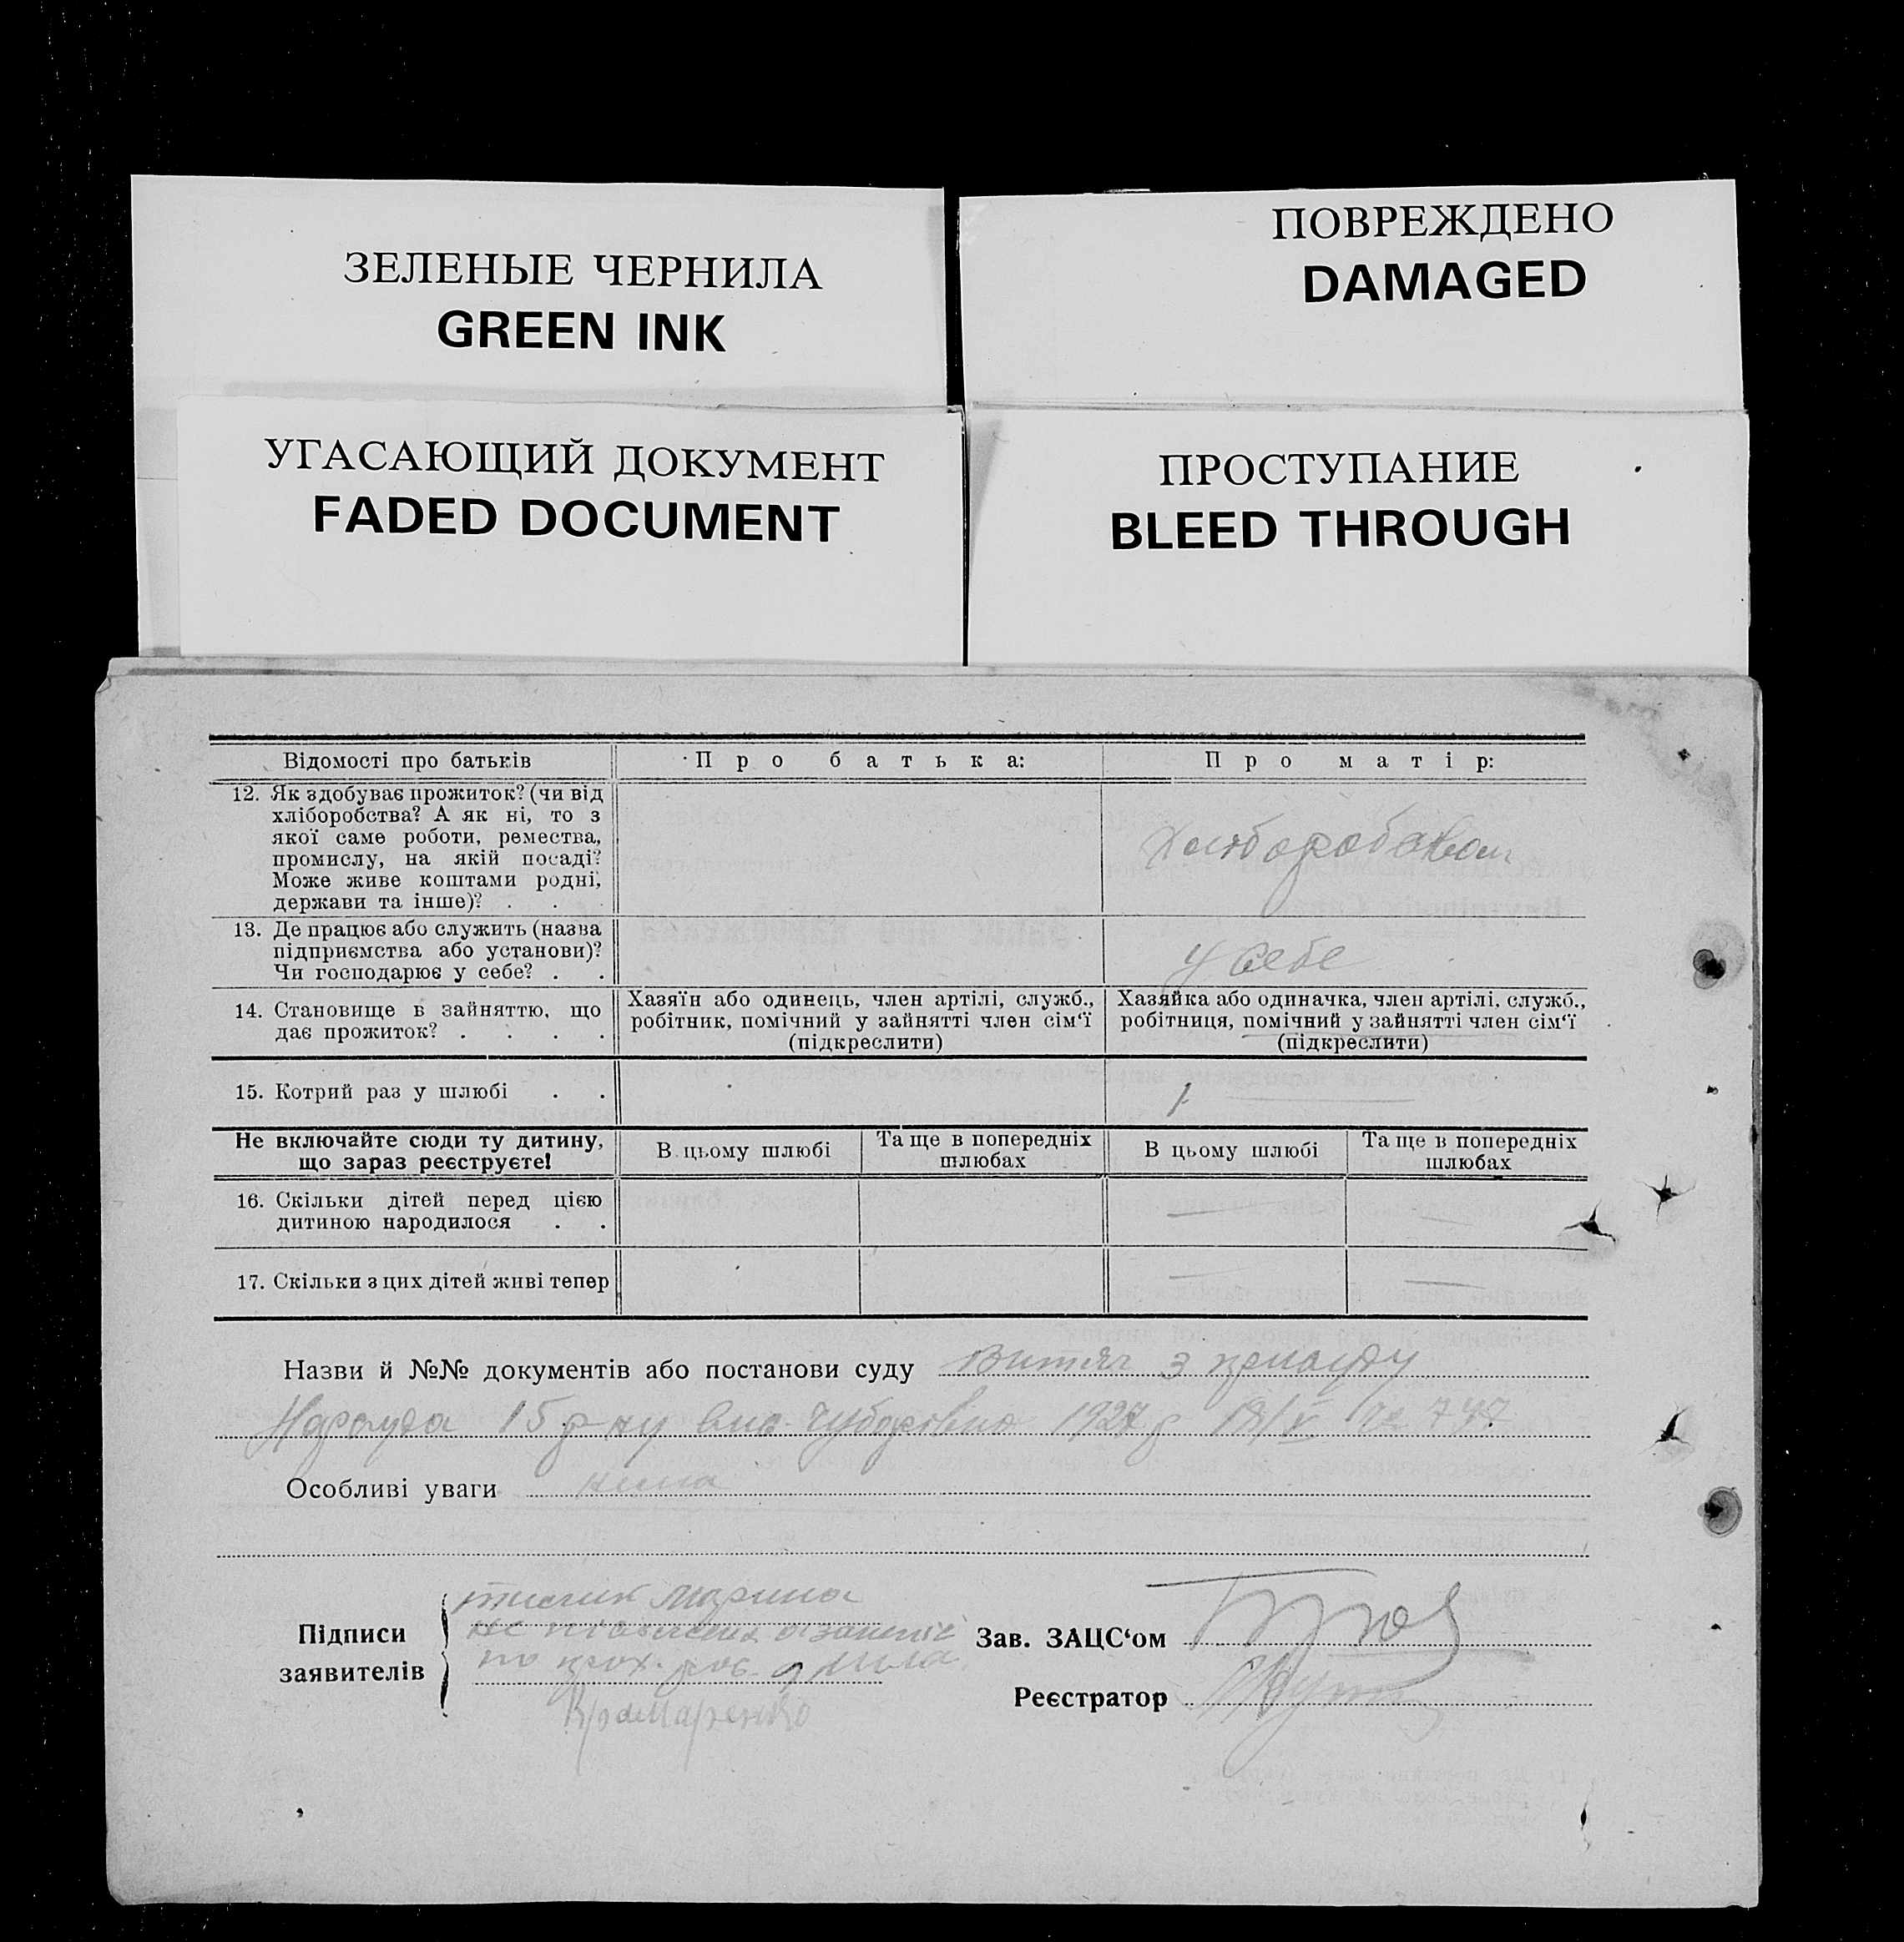 ЗЕЛЕНЫЕ ЧЕРНИЛА
GREEN INK
ПОВРЕЖДЕНО
DAMAGED
УГАСАЮЩИЙ ДОКУМЕНТ
FADED DOCUMENT
ПРОСТУПАНИЕ
BLEED THROUGH
Відомості про батьків
Про батька:
Про матір:
12. Як здобуває прожиток? (чи від
хліборобства? А як ні, то з
якої саме роботи, ремества,
промислу, на якій посаді?
Може живе коштами родні,
держави та інше)? . . .
13. Де працює або служить (назва
підприємства або установи)?
Чи господарює у себе? . .
у себе
14. Становище в зайняттю, що
дає прожиток? . . . .
Хазяїн або одинець, член артілі, служб.,
робітник, помічний у зайнятті член сім‘ї
(підкреслити)
Хазяйка або одиначка, член артілі, служб.,
робітниця, помічний у зайнятті член сім‘ї
(підкреслити)
15. Котрий раз у шлюбі . .
1
Не включайте сюди ту дитину,
що зараз реєструєте!
В цьому шлюбі
Та ще в попередніх
шлюбах
В цьому шлюбі
Та ще в попередніх
шлюбах
16. Скільки дітей перед цією
дитиною народилося . .
— —
17. Скільки з цих дітей живі тепер
— —
Назви й №№ документів або постанови суду Витяг з
15 р-ну 1927 р
Особливі уваги нема
Підписи
заявителів
Марина
Крамаренко
Зав. ЗАЦС‘ом
Реєстратор